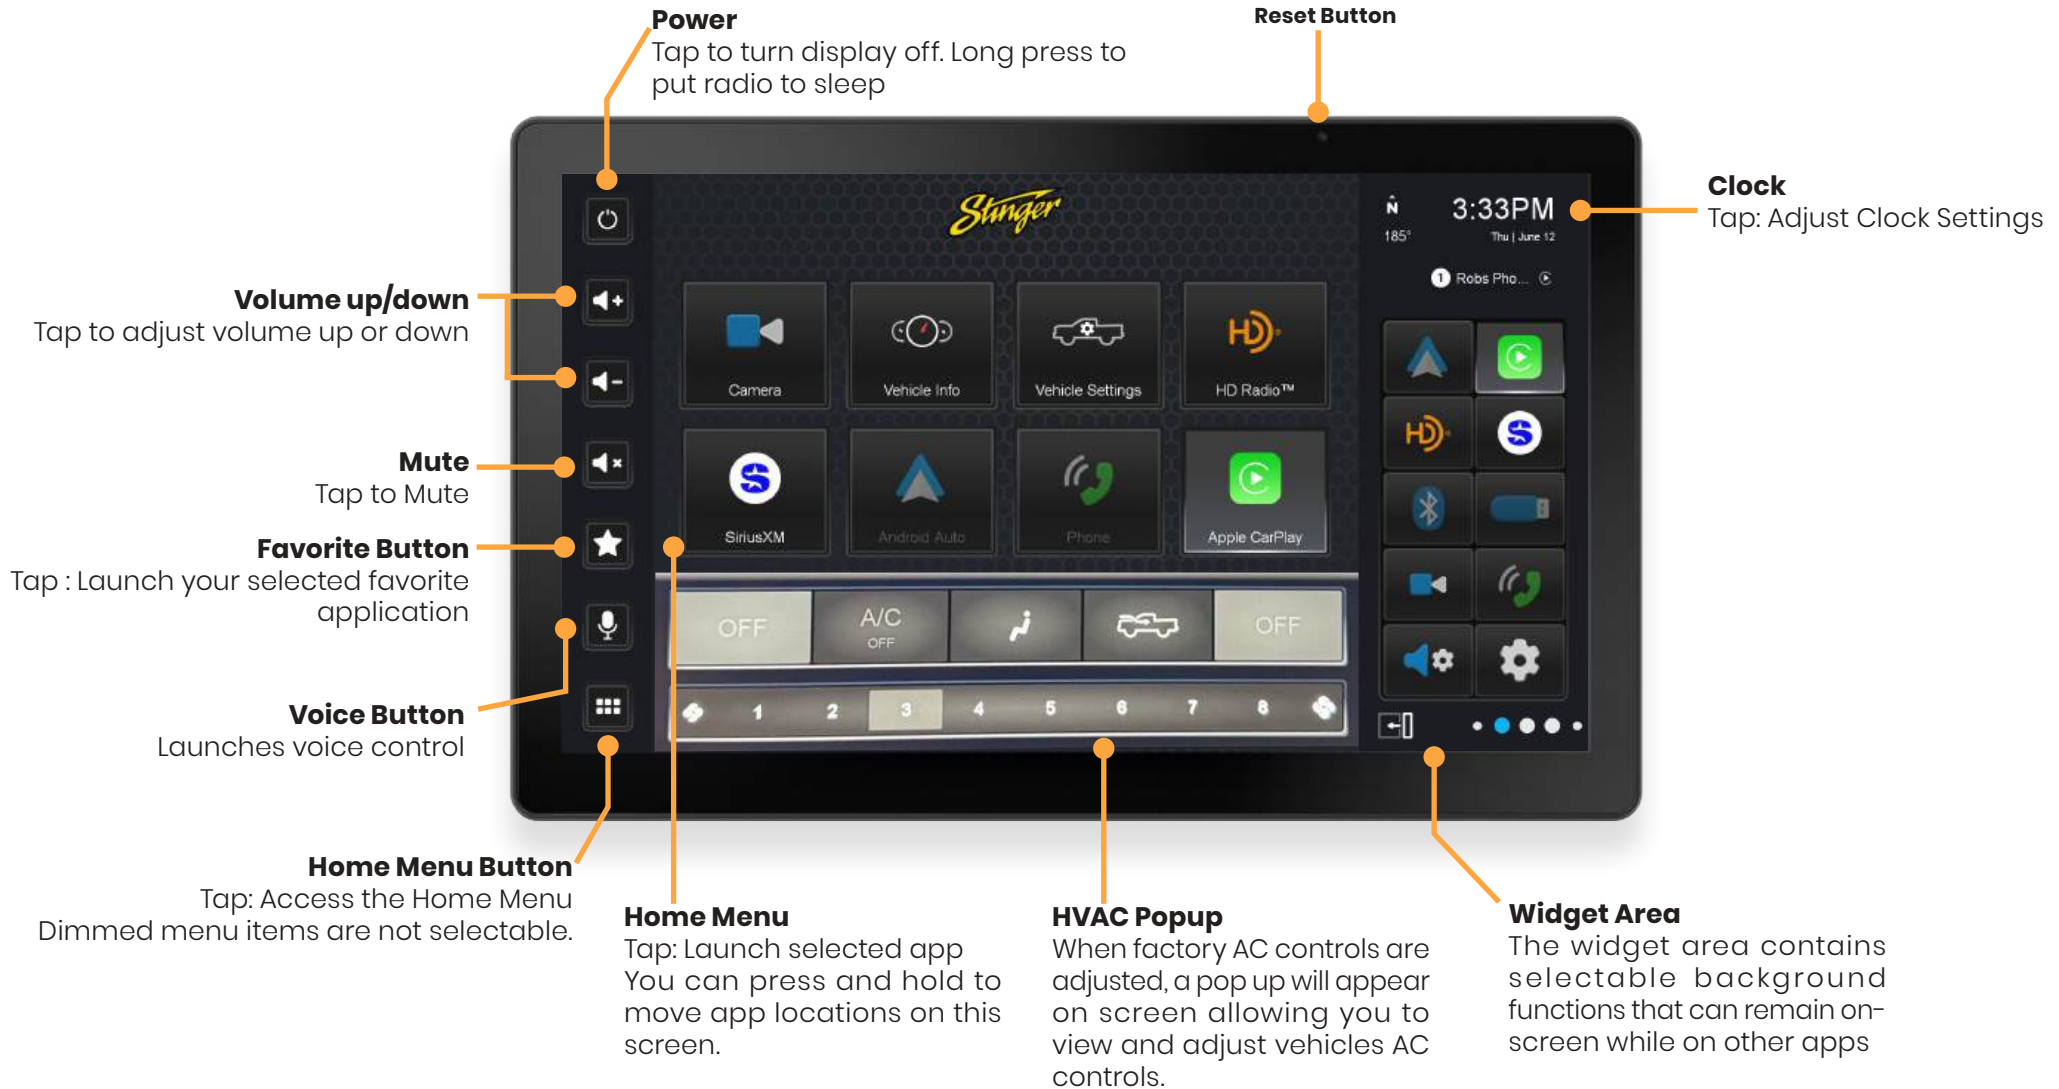 Power
Tap to turn display off. Long press to
put radio to sleep
Reset Button
Clock
Tap: Adjust Clock Settings
Volume up/down
Tap to adjust volume up or down
Mute
Tap to Mute
Favorite Button
Tap : Launch your selected favorite
application
Voice Button
Launches voice control
Home Menu Button
Tap: Access the Home Menu
Dimmed menu items are not selectable.
Stinger
N
185°
3:33PM
Thu | June 12
1 Robs Pho...
Camera
Vehicle Info
Vehicle Settings
HD
HD Radio™
S
SiriusXM
Android Auto
Phone
Apple CarPlay
HD
S
OFF
A/C
OFF
OFF
1 2 3 4 5 6 7 8
Home Menu
Tap: Launch selected app
You can press and hold to
move app locations on this
screen.
HVAC Popup
When factory AC controls are
adjusted, a pop up will appear
on screen allowing you to
view and adjust vehicles AC
controls.
Widget Area
The widget area contains
selectable background
functions that can remain on-
screen while on other apps